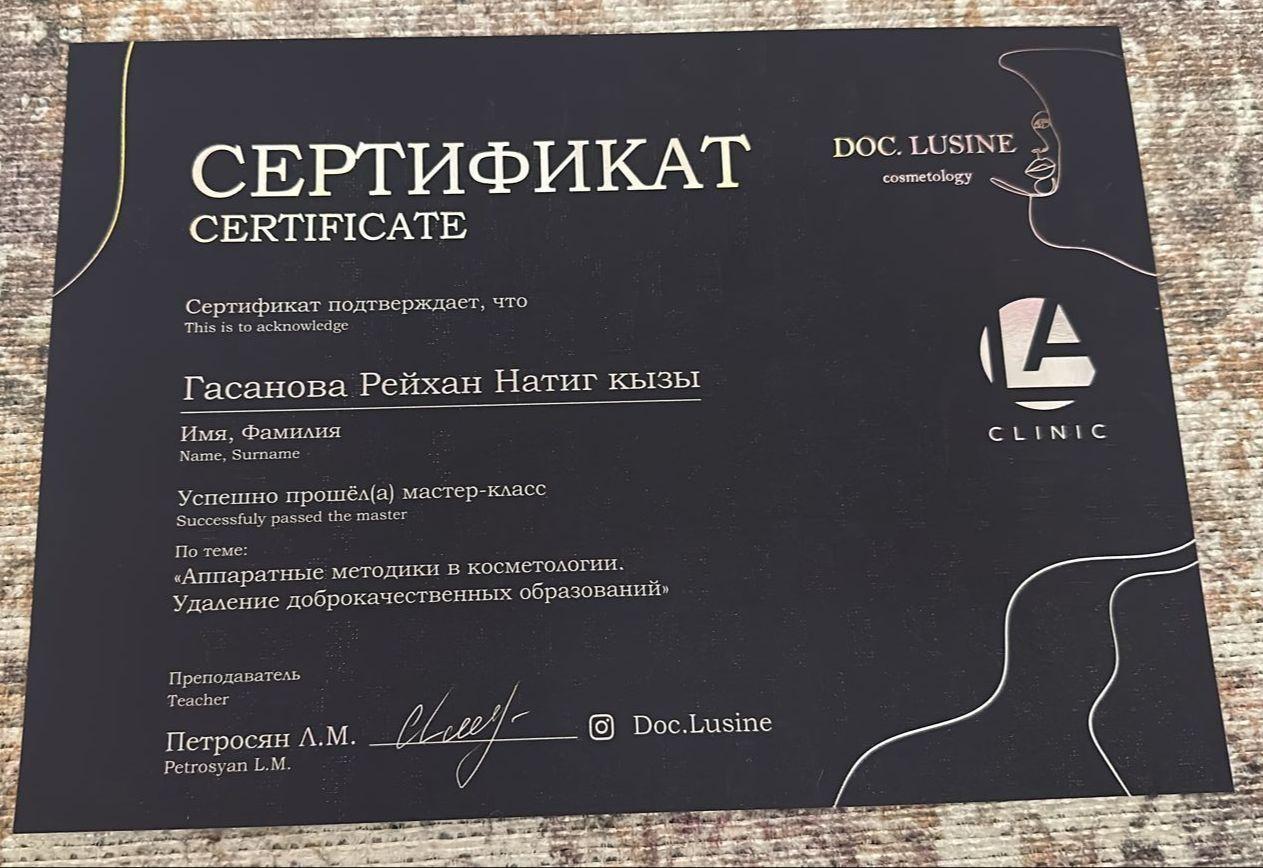 СЕРТИФИКАТ
CERTIFICATE
DOC. LUSINE
cosmetology
Сертификат подтверждает, что
This is to acknowledge
LA
CLINIC
Гасанова Рейхан Натиг кызы
Имя, Фамилия
Name, Surname
Успешно прошёл(а) мастер-класс
Successfuly passed the master
По теме:
«Аппаратные методики в косметологии.
Удаление доброкачественных образований»
Преподаватель
Teacher
Петросян Л.М.
Doc.Lusine
Petrosyan L.M.